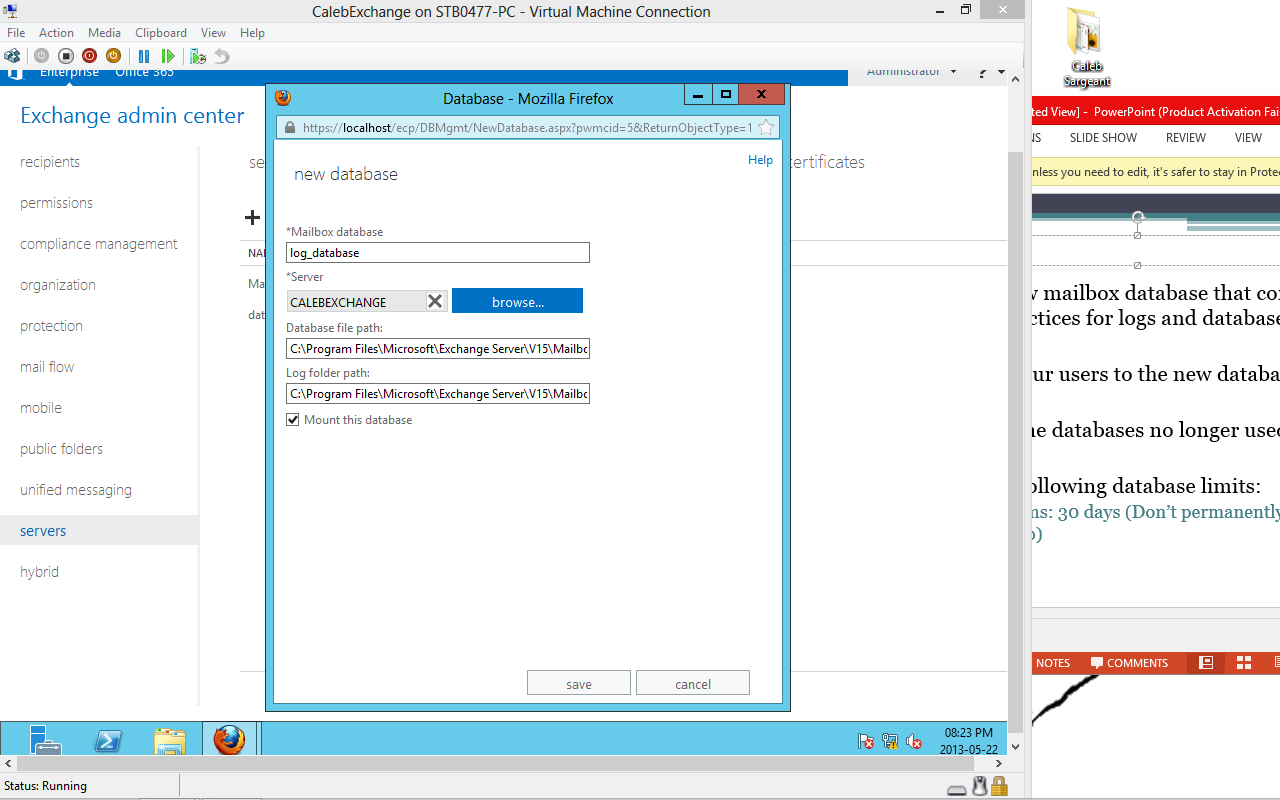 CalebExchange on STB0477-PC - Virtual Machine Connection
File Action Media Clipboard View Help
Enterprise Office 365
Administrator ?
Exchange admin center
recipients
permissions
compliance management
organization
protection
mail flow
mobile
public folders
unified messaging
servers
hybrid
se
certificates
NAI
Ma
dat
Database - Mozilla Firefox
https://localhost/ecp/DBMgmt/NewDatabase.aspx?pwmcid=5&ReturnObjectType=1
Help
new database
*Mailbox database
log_database
*Server
CALEBEXCHANGE
browse...
Database file path:
C:\Program Files\Microsoft\Exchange Server\V15\Mailbo
Log folder path:
C:\Program Files\Microsoft\Exchange Server\V15\Mailbo
Mount this database
save cancel
08:23 PM
2013-05-22
Status: Running
Caleb
Sargeant
ted View] - PowerPoint (Product Activation Fai
NS SLIDE SHOW REVIEW VIEW
nless you need to edit, it's safer to stay in Prote
mailbox database that co
ctices for logs and database
ur users to the new databa
e databases no longer used
ollowing database limits:
ms: 30 days (Don't permanently
)
NOTES COMMENTS